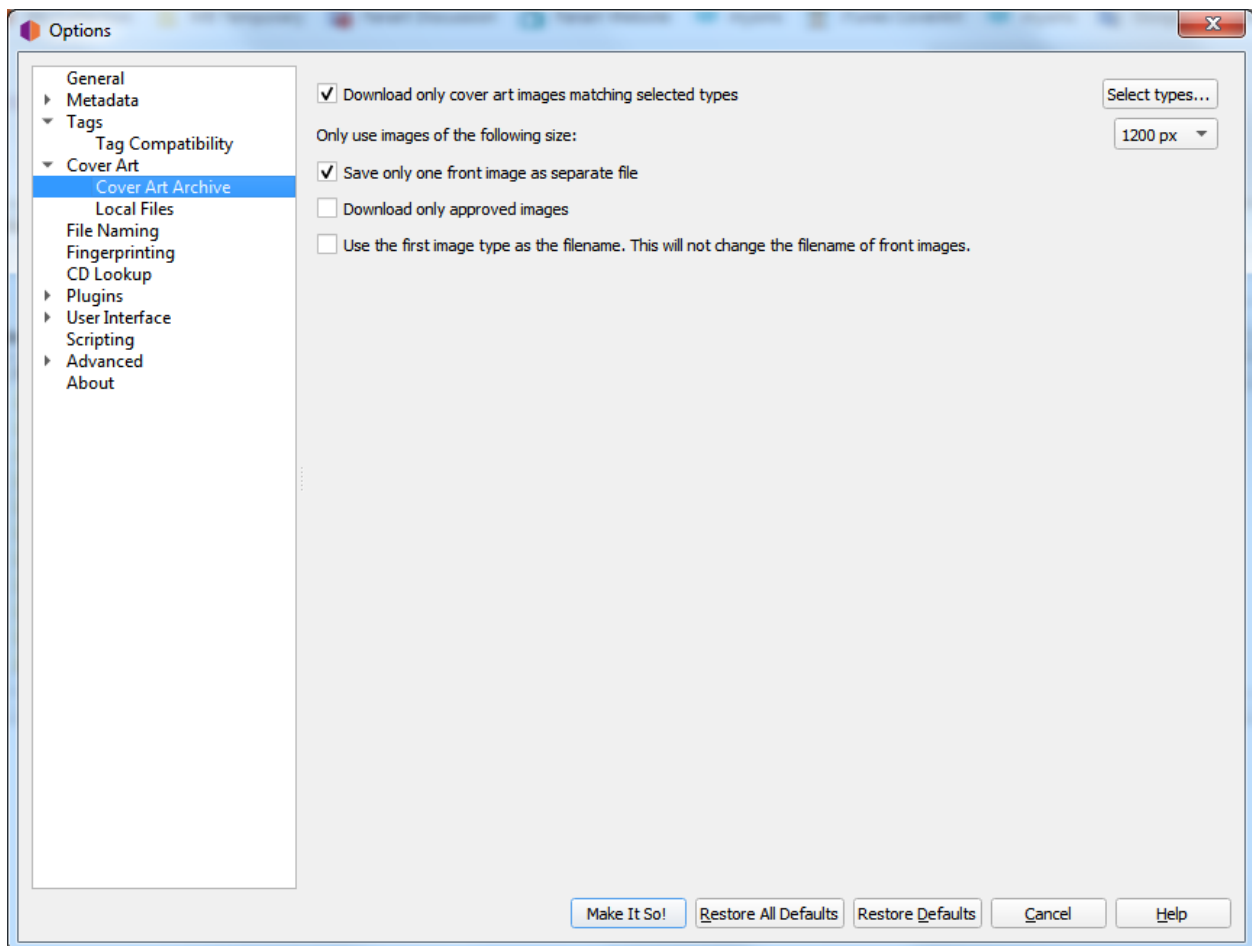 Options
General
Metadata
Tags
Tag Compatibility
Cover Art
Cover Art Archive
Local Files
File Naming
Fingerprinting
CD Lookup
Plugins
User Interface
Scripting
Advanced
About
Download only cover art images matching selected types
Select types...
Only use images of the following size:
1200 px
Save only one front image as separate file
Download only approved images
Use the first image type as the filename. This will not change the filename of front images.
Make It So!
Restore All Defaults
Restore Defaults
Cancel
Help